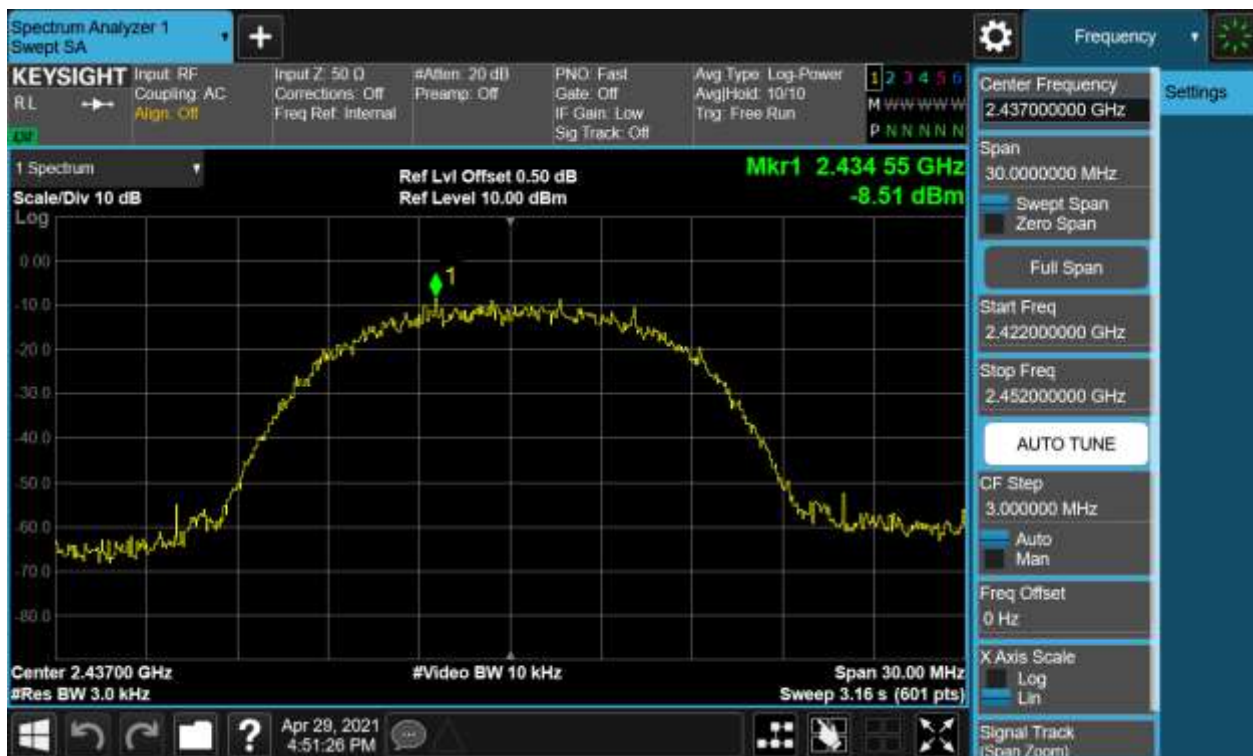 Spectrum Analyzer 1
Swept SA
+
Frequency
KEYSIGHT
RL
Input: RF
Coupling: AC
Align: Off
Input Z: 50 Ω
Corrections: Off
Freq Ref: Internal
#Atten: 20 dB
Preamp: Off
PNO: Fast
Gate: Off
IF Gain: Low
Sig Track: Off
Avg Type: Log-Power
Avg|Hold: 10/10
Trig: Free Run
1 2 3 4 5 6
M W W W W W
P N N N N N
1 Spectrum
Scale/Div 10 dB
Ref Lvl Offset 0.50 dB
Ref Level 10.00 dBm
Mkr1 2.434 55 GHz
-8.51 dBm
Log
0.00
-10.0
-20.0
-30.0
-40.0
-50.0
-60.0
-70.0
-80.0
1
Center 2.43700 GHz
#Res BW 3.0 kHz
#Video BW 10 kHz
Span 30.00 MHz
Sweep 3.16 s (601 pts)
Center Frequency
2.437000000 GHz
Settings
Span
30.0000000 MHz
Swept Span
Zero Span
Full Span
Start Freq
2.422000000 GHz
Stop Freq
2.452000000 GHz
AUTO TUNE
CF Step
3.000000 MHz
Auto
Man
Freq Offset
0 Hz
X Axis Scale
Log
Lin
Signal Track
(Span Zoom)
?
Apr 29, 2021
4:51:26 PM